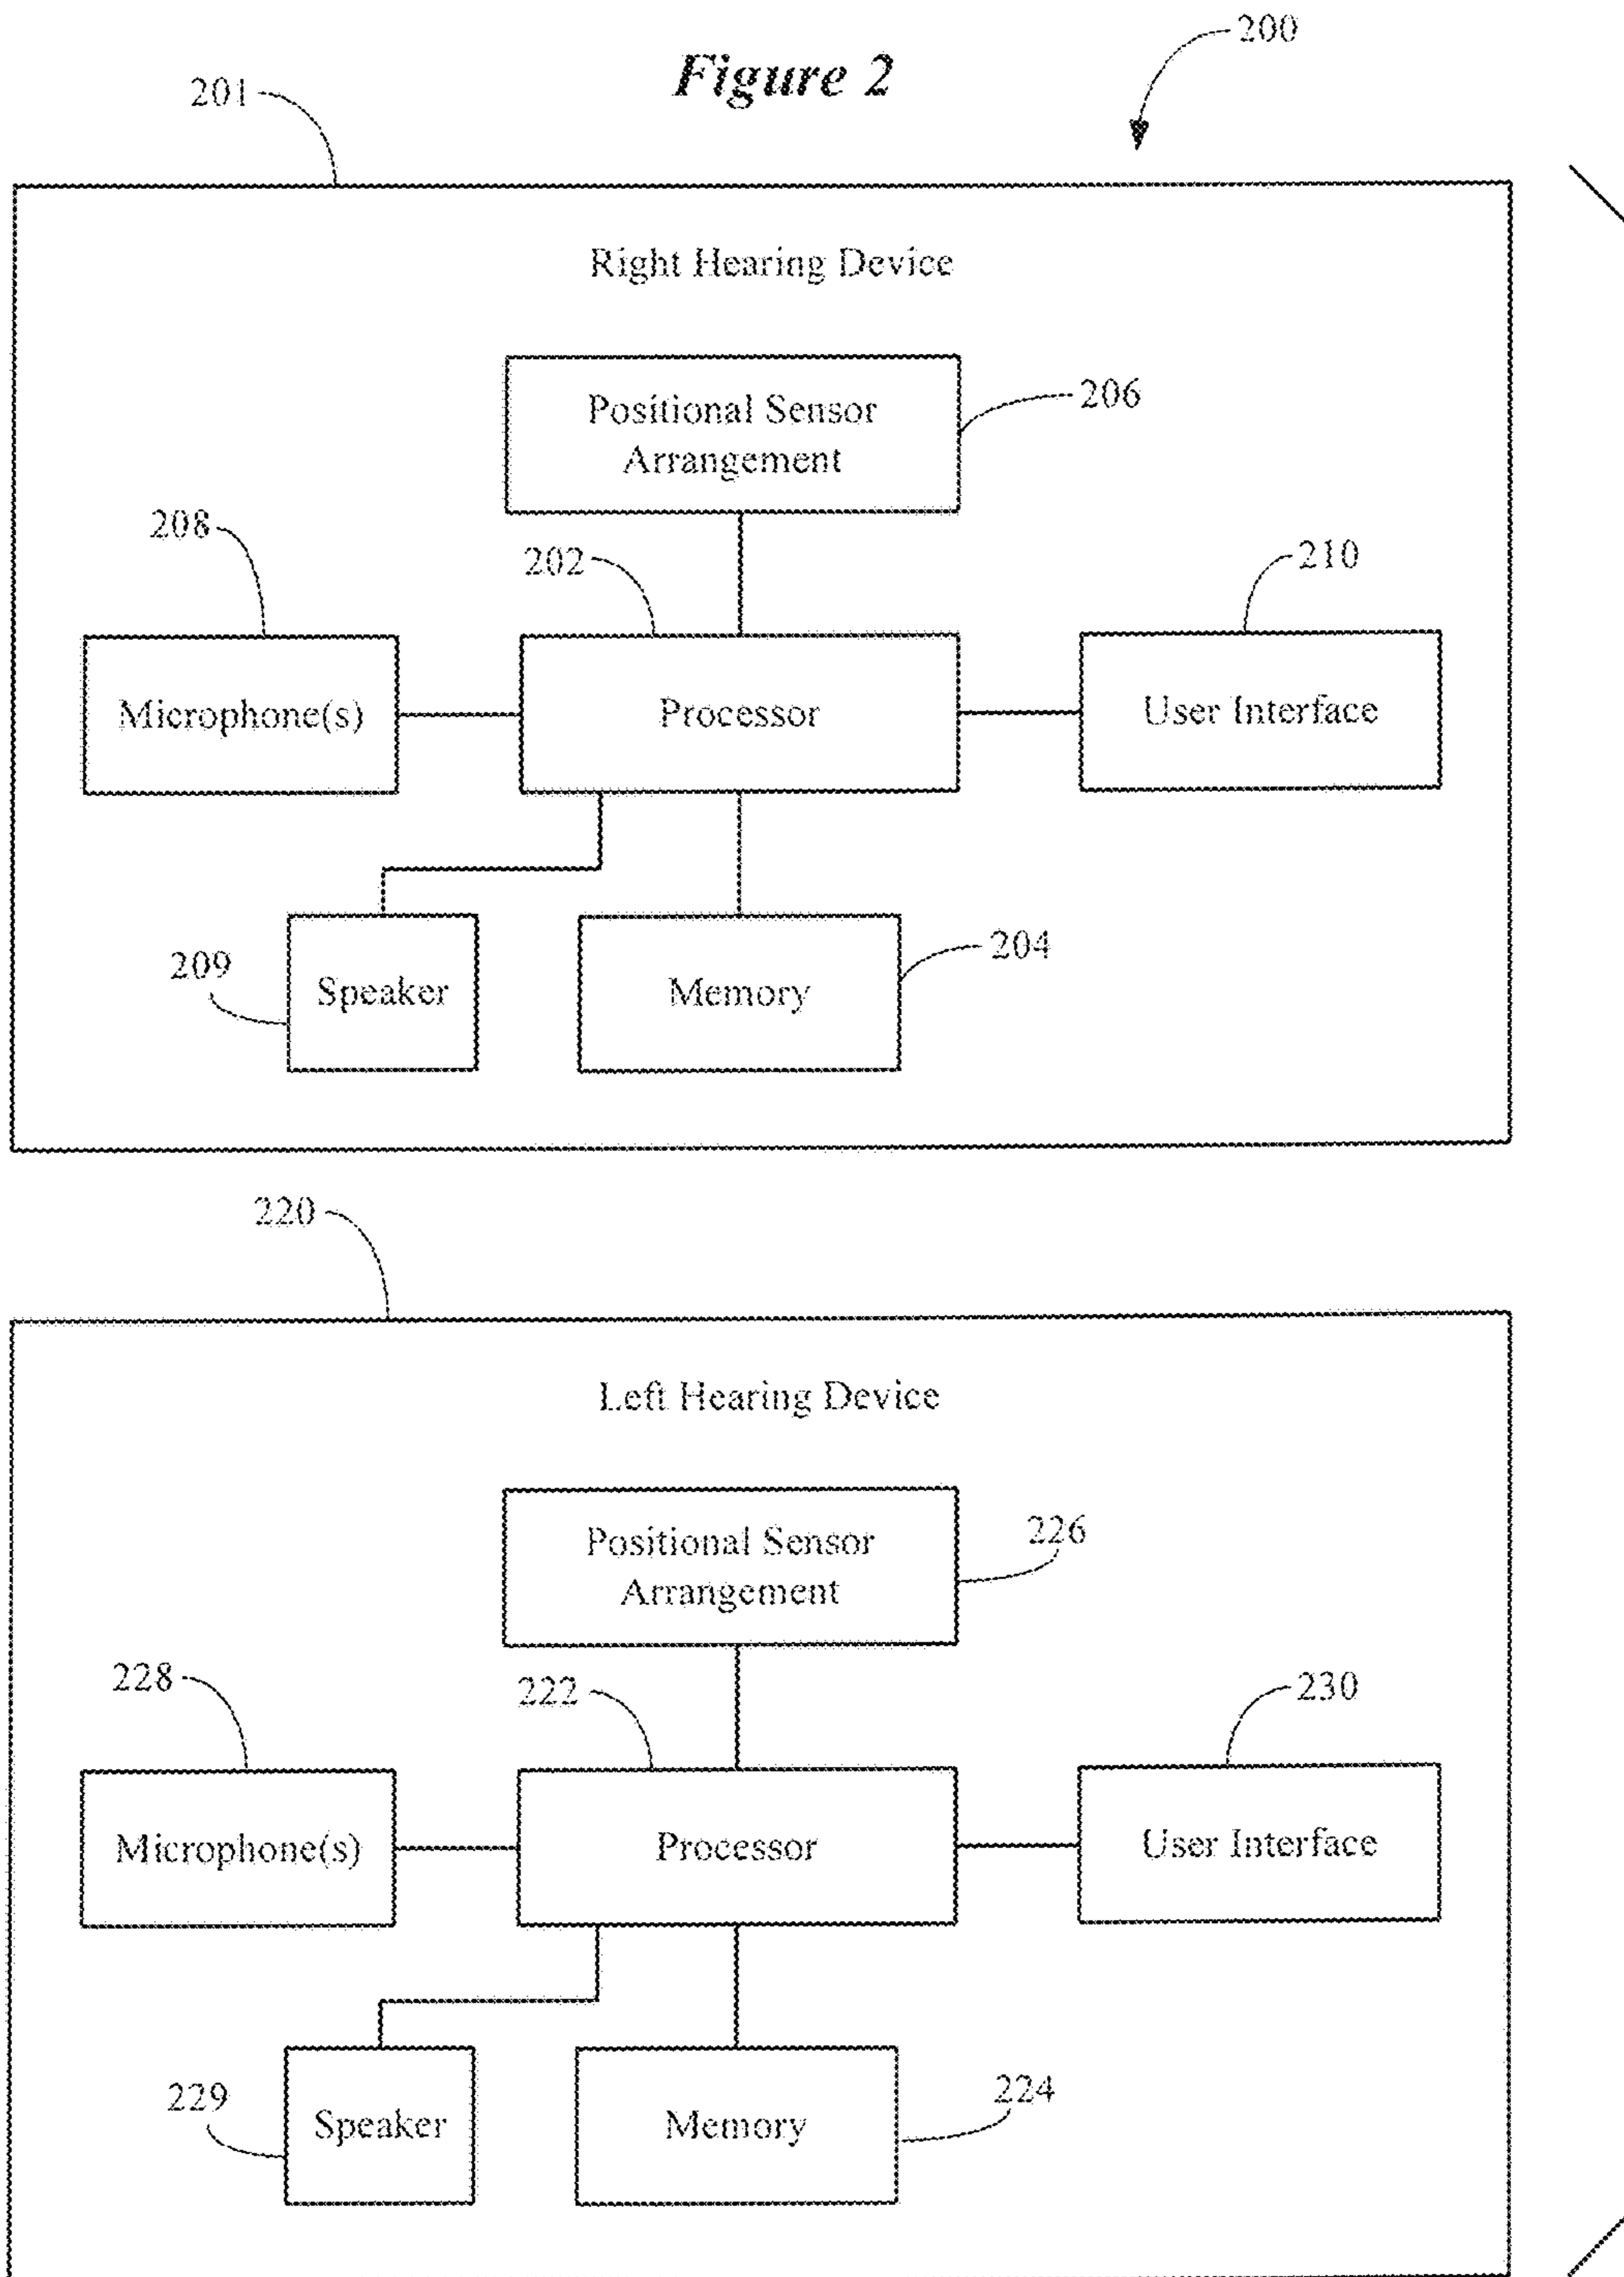 Figure 2
200
201
Right Hearing Device
Positional Sensor
Arrangement
206
208
202
210
Microphone(s)
Processor
User Interface
209
Speaker
Memory
204
220
Left Hearing Device
Positional Sensor
Arrangement
226
228
222
230
Microphone(s)
Processor
User Interface
229
Speaker
Memory
224